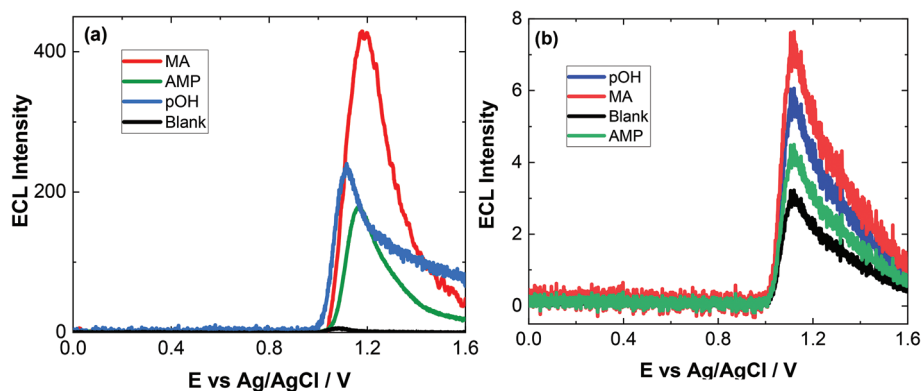 (a)
MA
AMP
pOH
Blank
400
200
0
0.0 0.4 0.8 1.2 1.6
ECL Intensity
E vs Ag/AgCl / V
(b)
pOH
MA
Blank
AMP
8
6
4
2
0
0.0 0.4 0.8 1.2 1.6
ECL Intensity
E vs Ag/AgCl / V